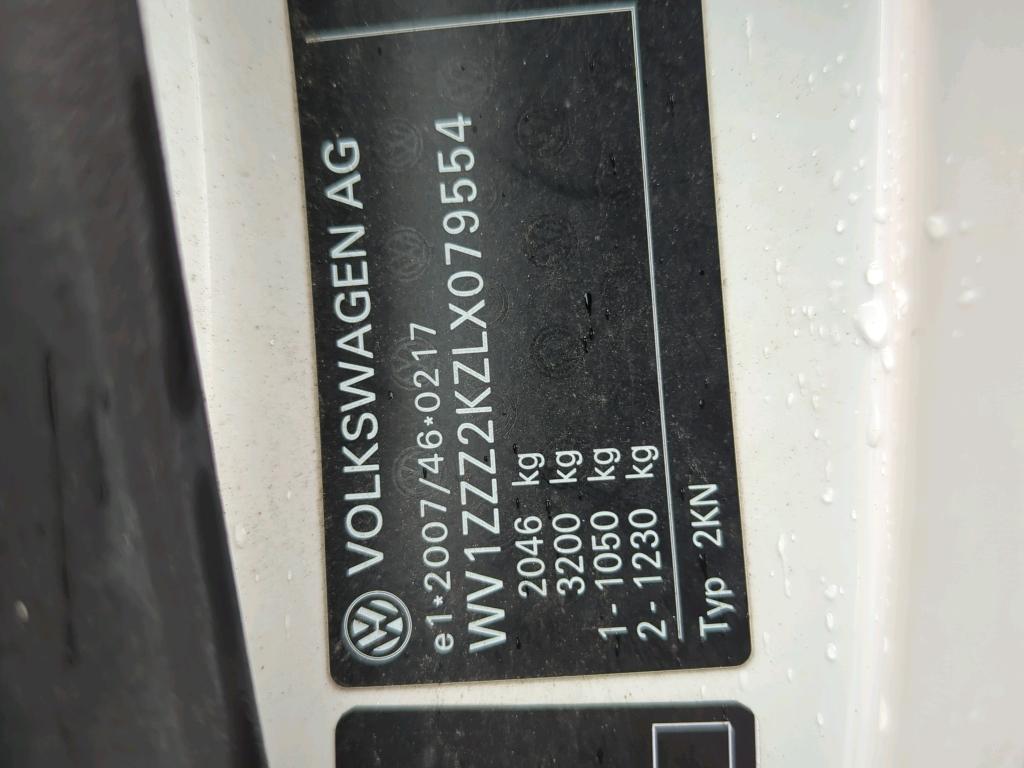 VOLKSWAGEN AG
e1*2007/46*0217
WV1ZZZ2KZLX079554
2046 kg
3200 kg
1 - 1050 kg
2 - 1230 kg
Typ 2KN